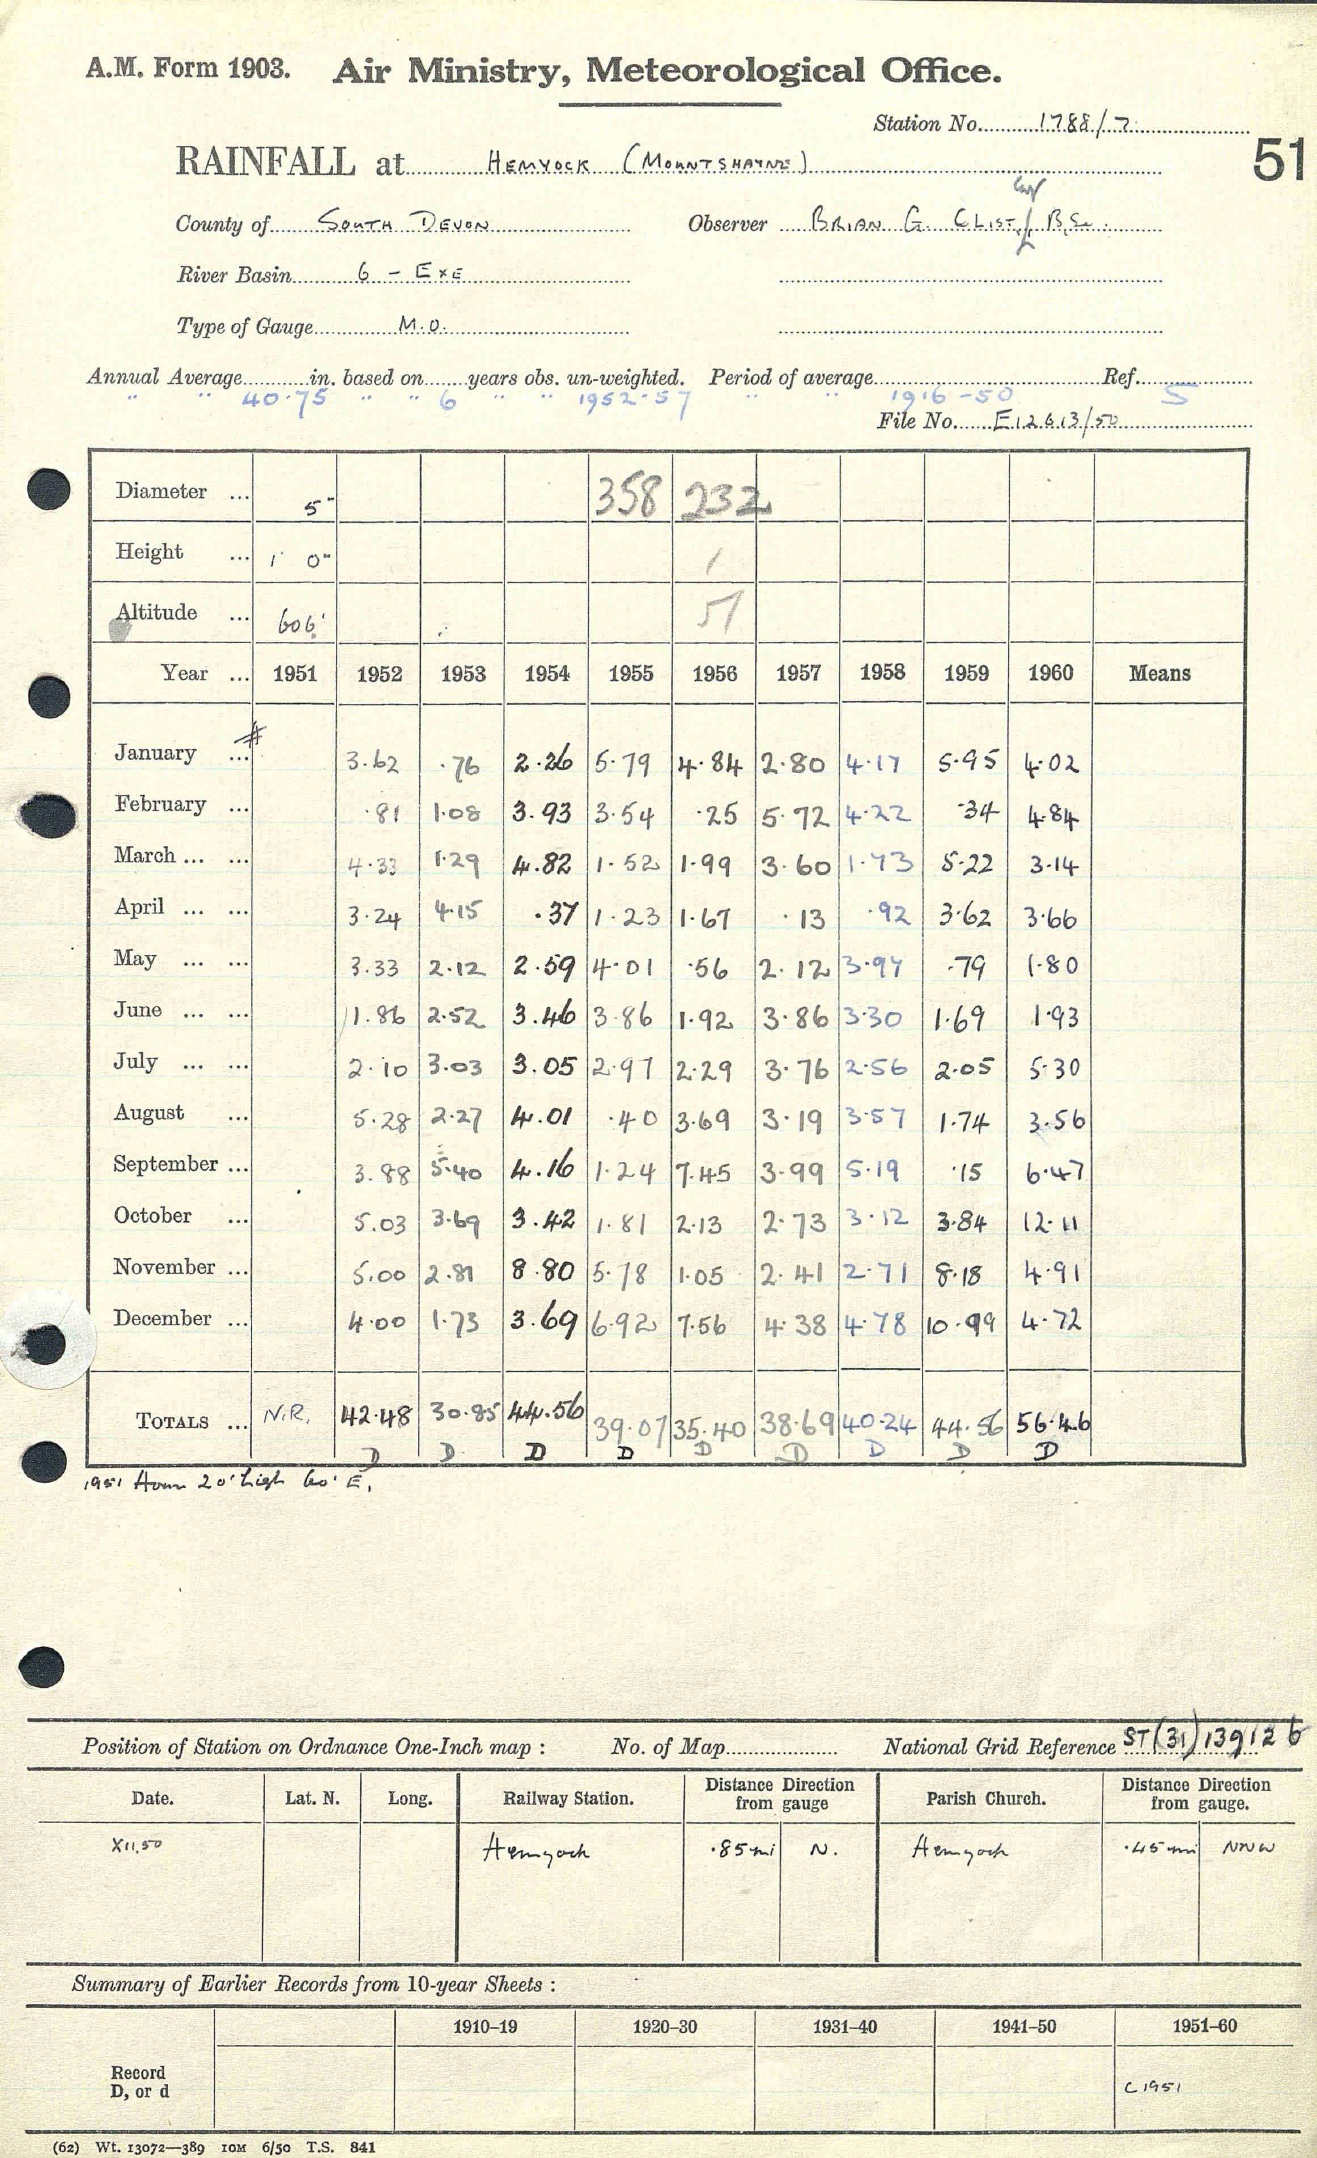 A.M. Form 1903. Air Ministry, Meteorological Office.
Station No. 1788/7
51
RAINFALL at HEMYOCK (MOUNTSHAYNE)
County of SOUTH DEVON Observer BRIAN G. CLIST, B.Sc.
River Basin 6 - EXE
Type of Gauge M.O.
Annual Average in. based on years obs. un-weighted. Period of average Ref.
" " 40.75 " " 6 " " 1952-57 " " 1916-50 5
File No. E12613/50
Diameter ... 5" 358 232
Height ... 1' 0" 1
Altitude ... 606' 51
Year ... 1951 1952 1953 1954 1955 1956 1957 1958 1959 1960 Means
January ... # 3.62 .76 2.26 5.79 4.84 2.80 4.17 5.95 4.02
February ... .81 1.08 3.93 3.54 .25 5.72 4.22 .34 4.84
March ... ... 4.33 1.29 4.82 1.52 1.99 3.60 1.73 5.22 3.14
April ... ... 3.24 4.15 .37 1.23 1.67 .13 .92 3.62 3.66
May ... ... 3.33 2.12 2.59 4.01 .56 2.12 3.97 .79 1.80
June ... ... 1.86 2.52 3.46 3.86 1.92 3.86 3.30 1.69 1.93
July ... ... 2.10 3.03 3.05 2.97 2.29 3.76 2.56 2.05 5.30
August ... 5.28 2.27 4.01 .40 3.69 3.19 3.57 1.74 3.56
September ... 3.88 5.40 4.16 1.24 7.45 3.99 5.19 .15 6.47
October ... 5.03 3.69 3.42 1.81 2.13 2.73 3.12 3.84 12.11
November ... 5.00 2.81 8.80 5.78 1.05 2.41 2.71 8.18 4.91
December ... 4.00 1.73 3.69 6.92 7.56 4.38 4.78 10.99 4.72
TOTALS ... N.R. 42.48 30.85 44.56 39.07 35.40 38.69 40.24 44.56 56.46
D D D D D D D D D
1951 House 20' high 60' E.
Position of Station on Ordnance One-Inch map : No. of Map National Grid Reference ST(31)139126
Date. Lat. N. Long. Railway Station. Distance Direction from gauge Parish Church. Distance Direction from gauge.
XII.50 Hemyock .85 mi N. Hemyock .45 mi NNW
Summary of Earlier Records from 10-year Sheets :
1910–19 1920–30 1931–40 1941–50 1951–60
Record
D, or d C 1951
(62) Wt. 13072—389 10M 6/50 T.S. 841